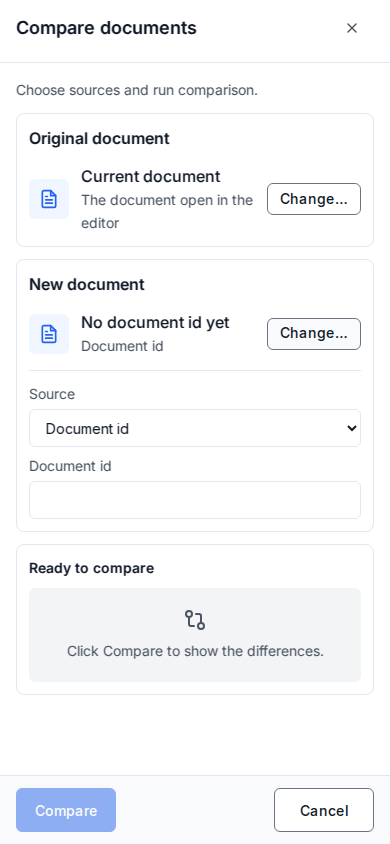 Compare documents
Choose sources and run comparison.
Original document
Current document
The document open in the
editor
Change...
New document
No document id yet
Document id
Change...
Source
Document id
Document id
Ready to compare
Click Compare to show the differences.
Compare
Cancel